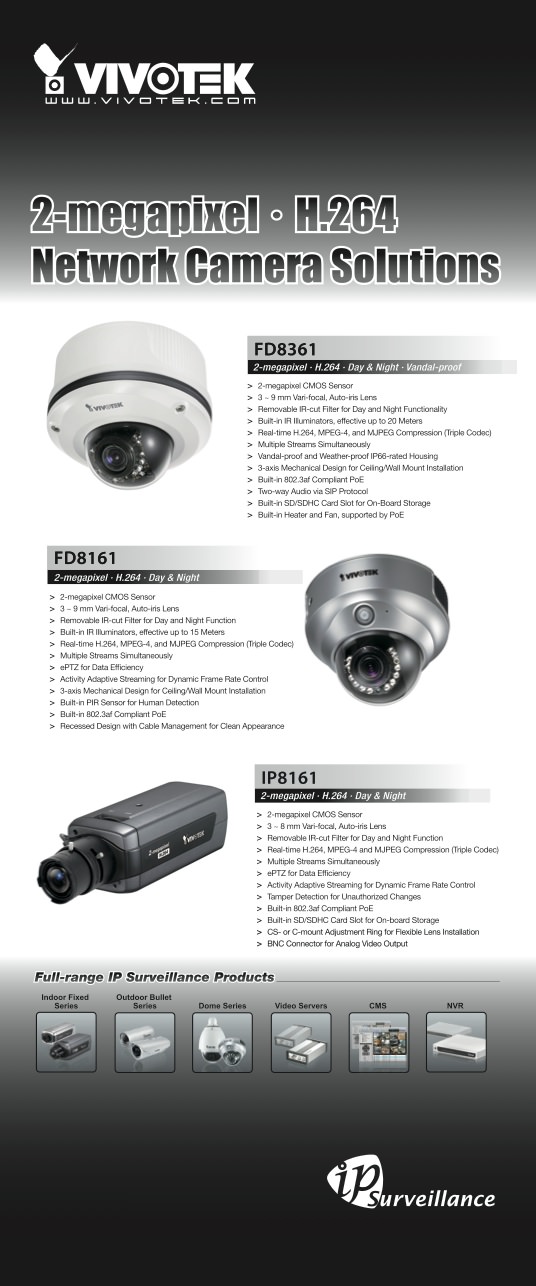 VIVOTEK
www.vivotek.com
2-megapixel · H.264
Network Camera Solutions
FD8361
2-megapixel · H.264 · Day & Night · Vandal-proof
> 2-megapixel CMOS Sensor
> 3 ~ 9 mm Vari-focal, Auto-iris Lens
> Removable IR-cut Filter for Day and Night Functionality
> Built-in IR Illuminators, effective up to 20 Meters
> Real-time H.264, MPEG-4, and MJPEG Compression (Triple Codec)
> Multiple Streams Simultaneously
> Vandal-proof and Weather-proof IP66-rated Housing
> 3-axis Mechanical Design for Ceiling/Wall Mount Installation
> Built-in 802.3af Compliant PoE
> Two-way Audio via SIP Protocol
> Built-in SD/SDHC Card Slot for On-Board Storage
> Built-in Heater and Fan, supported by PoE
VIVOTEK
FD8161
2-megapixel · H.264 · Day & Night
> 2-megapixel CMOS Sensor
> 3 ~ 9 mm Vari-focal, Auto-iris Lens
> Removable IR-cut Filter for Day and Night Function
> Built-in IR Illuminators, effective up to 15 Meters
> Real-time H.264, MPEG-4, and MJPEG Compression (Triple Codec)
> Multiple Streams Simultaneously
> ePTZ for Data Efficiency
> Activity Adaptive Streaming for Dynamic Frame Rate Control
> 3-axis Mechanical Design for Ceiling/Wall Mount Installation
> Built-in PIR Sensor for Human Detection
> Built-in 802.3af Compliant PoE
> Recessed Design with Cable Management for Clean Appearance
VIVOTEK
IP8161
2-megapixel · H.264 · Day & Night
> 2-megapixel CMOS Sensor
> 3 ~ 8 mm Vari-focal, Auto-iris Lens
> Removable IR-cut Filter for Day and Night Function
> Real-time H.264, MPEG-4 and MJPEG Compression (Triple Codec)
> Multiple Streams Simultaneously
> ePTZ for Data Efficiency
> Activity Adaptive Streaming for Dynamic Frame Rate Control
> Tamper Detection for Unauthorized Changes
> Built-in 802.3af Compliant PoE
> Built-in SD/SDHC Card Slot for On-board Storage
> CS- or C-mount Adjustment Ring for Flexible Lens Installation
> BNC Connector for Analog Video Output
VIVOTEK
2-megapixel
H.264
Full-range IP Surveillance Products
Indoor Fixed Series
Outdoor Bullet Series
Dome Series
Video Servers
CMS
NVR
ip Surveillance